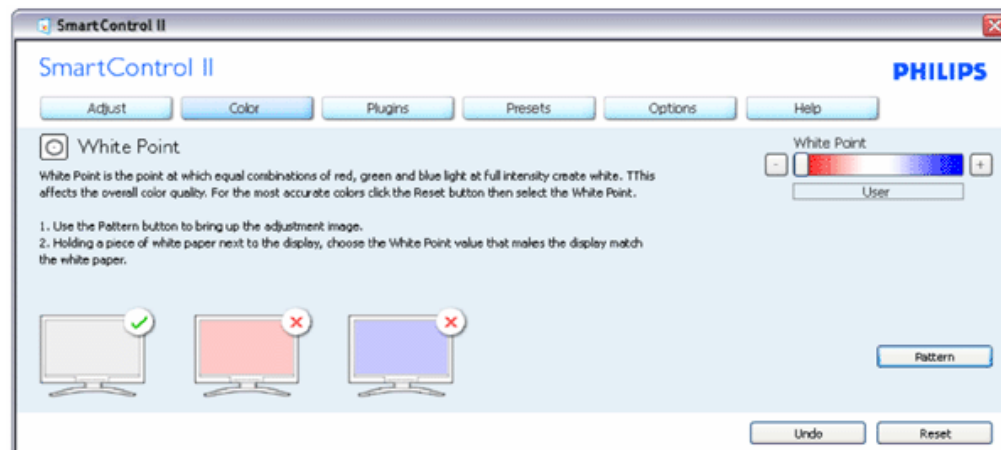 SmartControl II
SmartControl II
PHILIPS
Adjust Color Plugins Presets Options Help
White Point
White Point is the point at which equal combinations of red, green and blue light at full intensity create white. TThis
affects the overall color quality. For the most accurate colors click the Reset button then select the White Point.
1. Use the Pattern button to bring up the adjustment image.
2. Holding a piece of white paper next to the display, choose the White Point value that makes the display match
the white paper.
White Point
- +
User
Pattern
Undo Reset